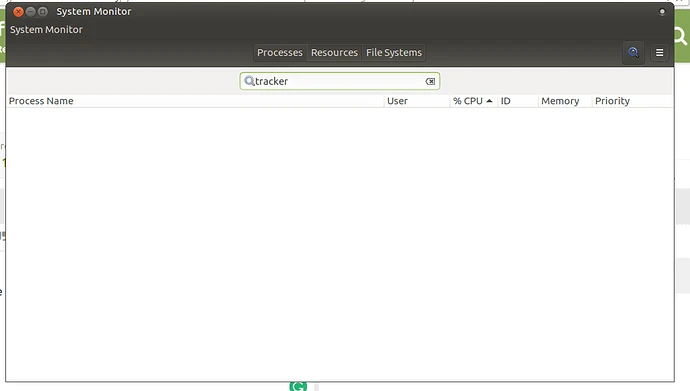 System Monitor
System Monitor
Processes Resources File Systems
tracker
Process Name User % CPU ID Memory Priority